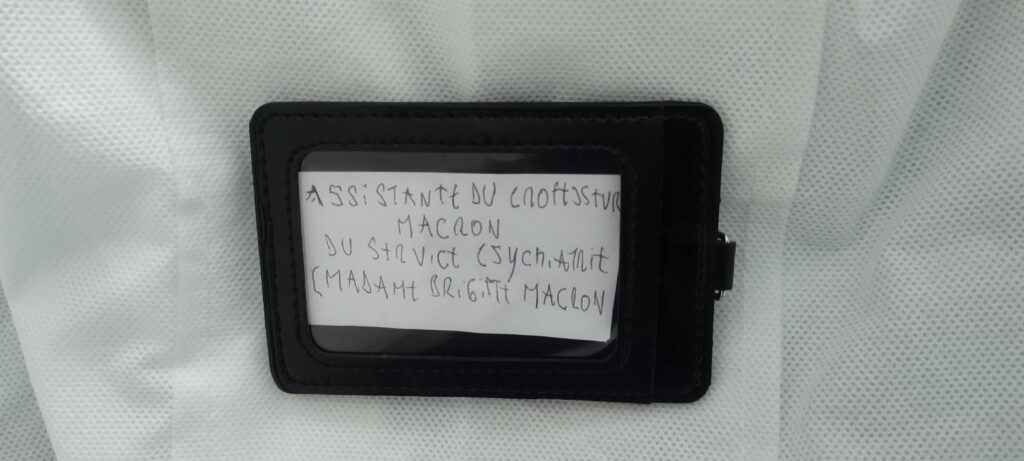 ASSISTANTE DU PROFESSEUR
MACRON
DU SERVICE PSYCHIATRIE
(MADAME BRIGITTE MACRON